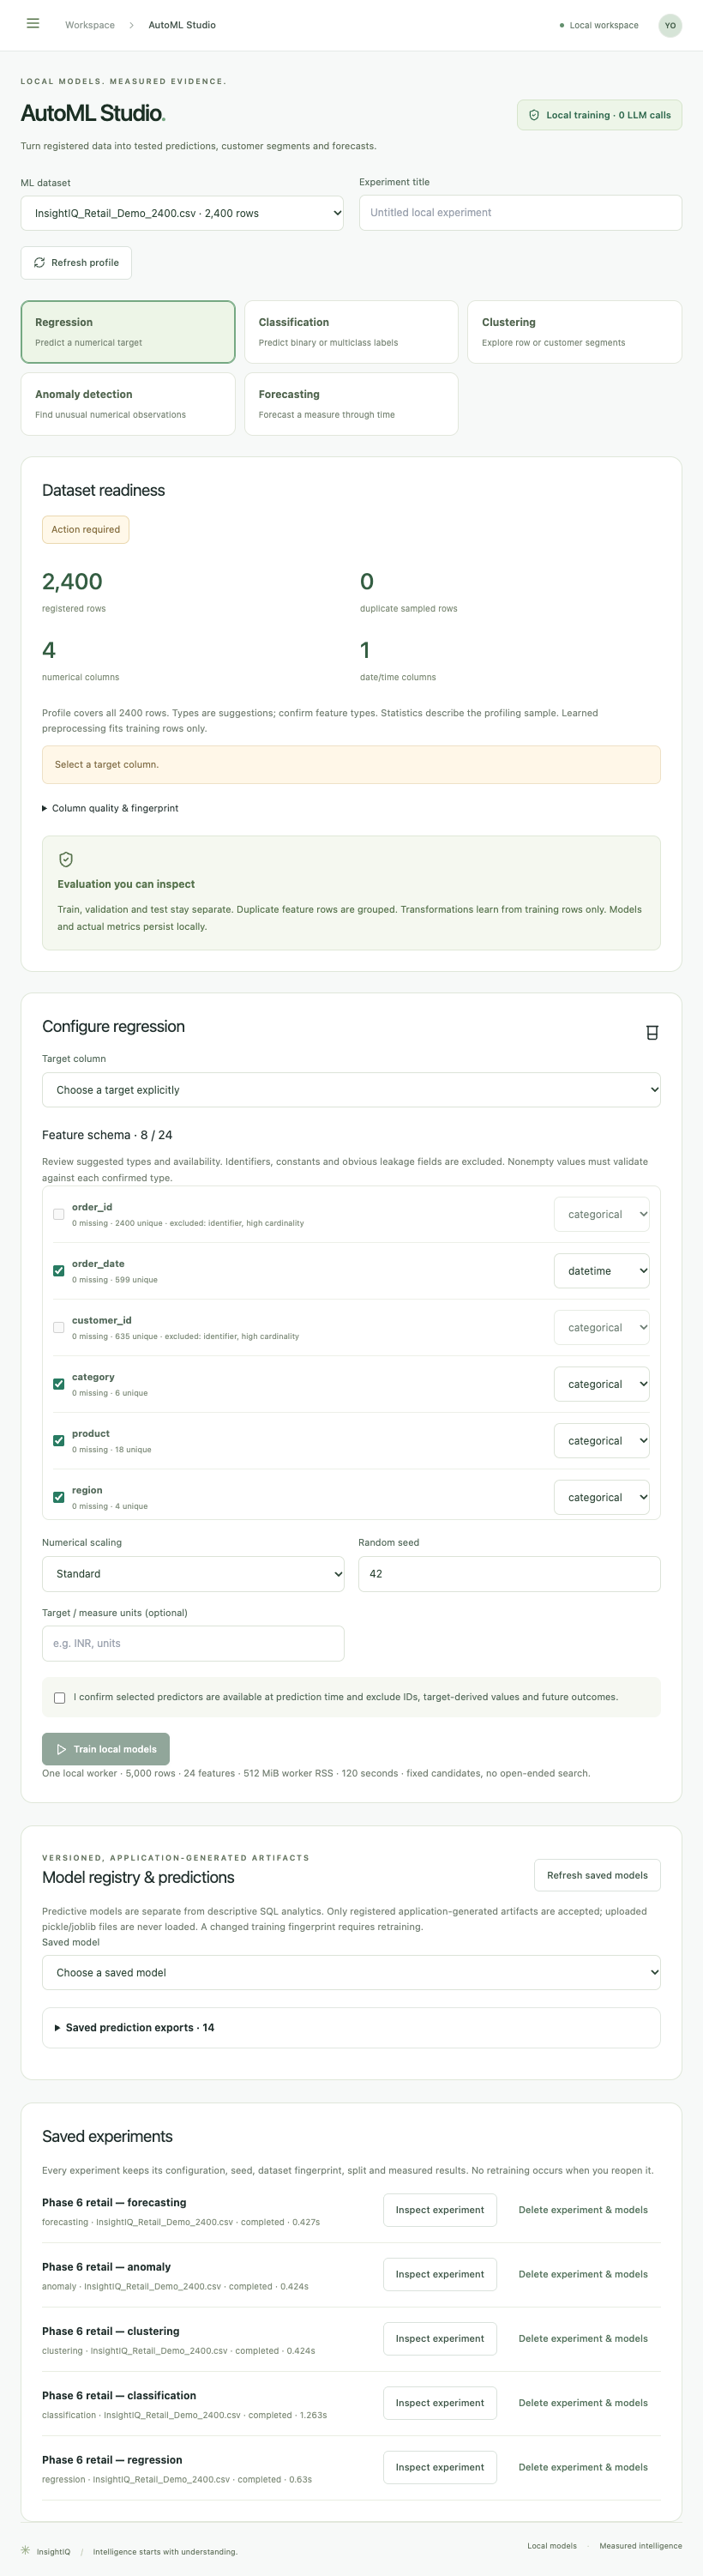 Workspace > AutoML Studio
Local workspace
YO
LOCAL MODELS. MEASURED EVIDENCE.
AutoML Studio.
Local training · 0 LLM calls
Turn registered data into tested predictions, customer segments and forecasts.
ML dataset
Experiment title
InsightIQ_Retail_Demo_2400.csv · 2,400 rows
Untitled local experiment
Refresh profile
Regression
Predict a numerical target
Classification
Predict binary or multiclass labels
Clustering
Explore row or customer segments
Anomaly detection
Find unusual numerical observations
Forecasting
Forecast a measure through time
Dataset readiness
Action required
2,400
registered rows
0
duplicate sampled rows
4
numerical columns
1
date/time columns
Profile covers all 2400 rows. Types are suggestions; confirm feature types. Statistics describe the profiling sample. Learned
preprocessing fits training rows only.
Select a target column.
Column quality & fingerprint
Evaluation you can inspect
Train, validation and test stay separate. Duplicate feature rows are grouped. Transformations learn from training rows only. Models
and actual metrics persist locally.
Configure regression
Target column
Choose a target explicitly
Feature schema · 8 / 24
Review suggested types and availability. Identifiers, constants and obvious leakage fields are excluded. Nonempty values must validate
against each confirmed type.
order_id
0 missing · 2400 unique · excluded: identifier, high cardinality
categorical
order_date
0 missing · 599 unique
datetime
customer_id
0 missing · 635 unique · excluded: identifier, high cardinality
categorical
category
0 missing · 6 unique
categorical
product
0 missing · 18 unique
categorical
region
0 missing · 4 unique
categorical
Numerical scaling
Random seed
Standard
42
Target / measure units (optional)
e.g. INR, units
I confirm selected predictors are available at prediction time and exclude IDs, target-derived values and future outcomes.
Train local models
One local worker · 5,000 rows · 24 features · 512 MiB worker RSS · 120 seconds · fixed candidates, no open-ended search.
VERSIONED, APPLICATION-GENERATED ARTIFACTS
Model registry & predictions
Refresh saved models
Predictive models are separate from descriptive SQL analytics. Only registered application-generated artifacts are accepted; uploaded
pickle/joblib files are never loaded. A changed training fingerprint requires retraining.
Saved model
Choose a saved model
Saved prediction exports · 14
Saved experiments
Every experiment keeps its configuration, seed, dataset fingerprint, split and measured results. No retraining occurs when you reopen it.
Phase 6 retail — forecasting
forecasting · InsightIQ_Retail_Demo_2400.csv · completed · 0.427s
Inspect experiment
Delete experiment & models
Phase 6 retail — anomaly
anomaly · InsightIQ_Retail_Demo_2400.csv · completed · 0.424s
Inspect experiment
Delete experiment & models
Phase 6 retail — clustering
clustering · InsightIQ_Retail_Demo_2400.csv · completed · 0.424s
Inspect experiment
Delete experiment & models
Phase 6 retail — classification
classification · InsightIQ_Retail_Demo_2400.csv · completed · 1.263s
Inspect experiment
Delete experiment & models
Phase 6 retail — regression
regression · InsightIQ_Retail_Demo_2400.csv · completed · 0.63s
Inspect experiment
Delete experiment & models
InsightIQ / Intelligence starts with understanding.
Local models · Measured intelligence